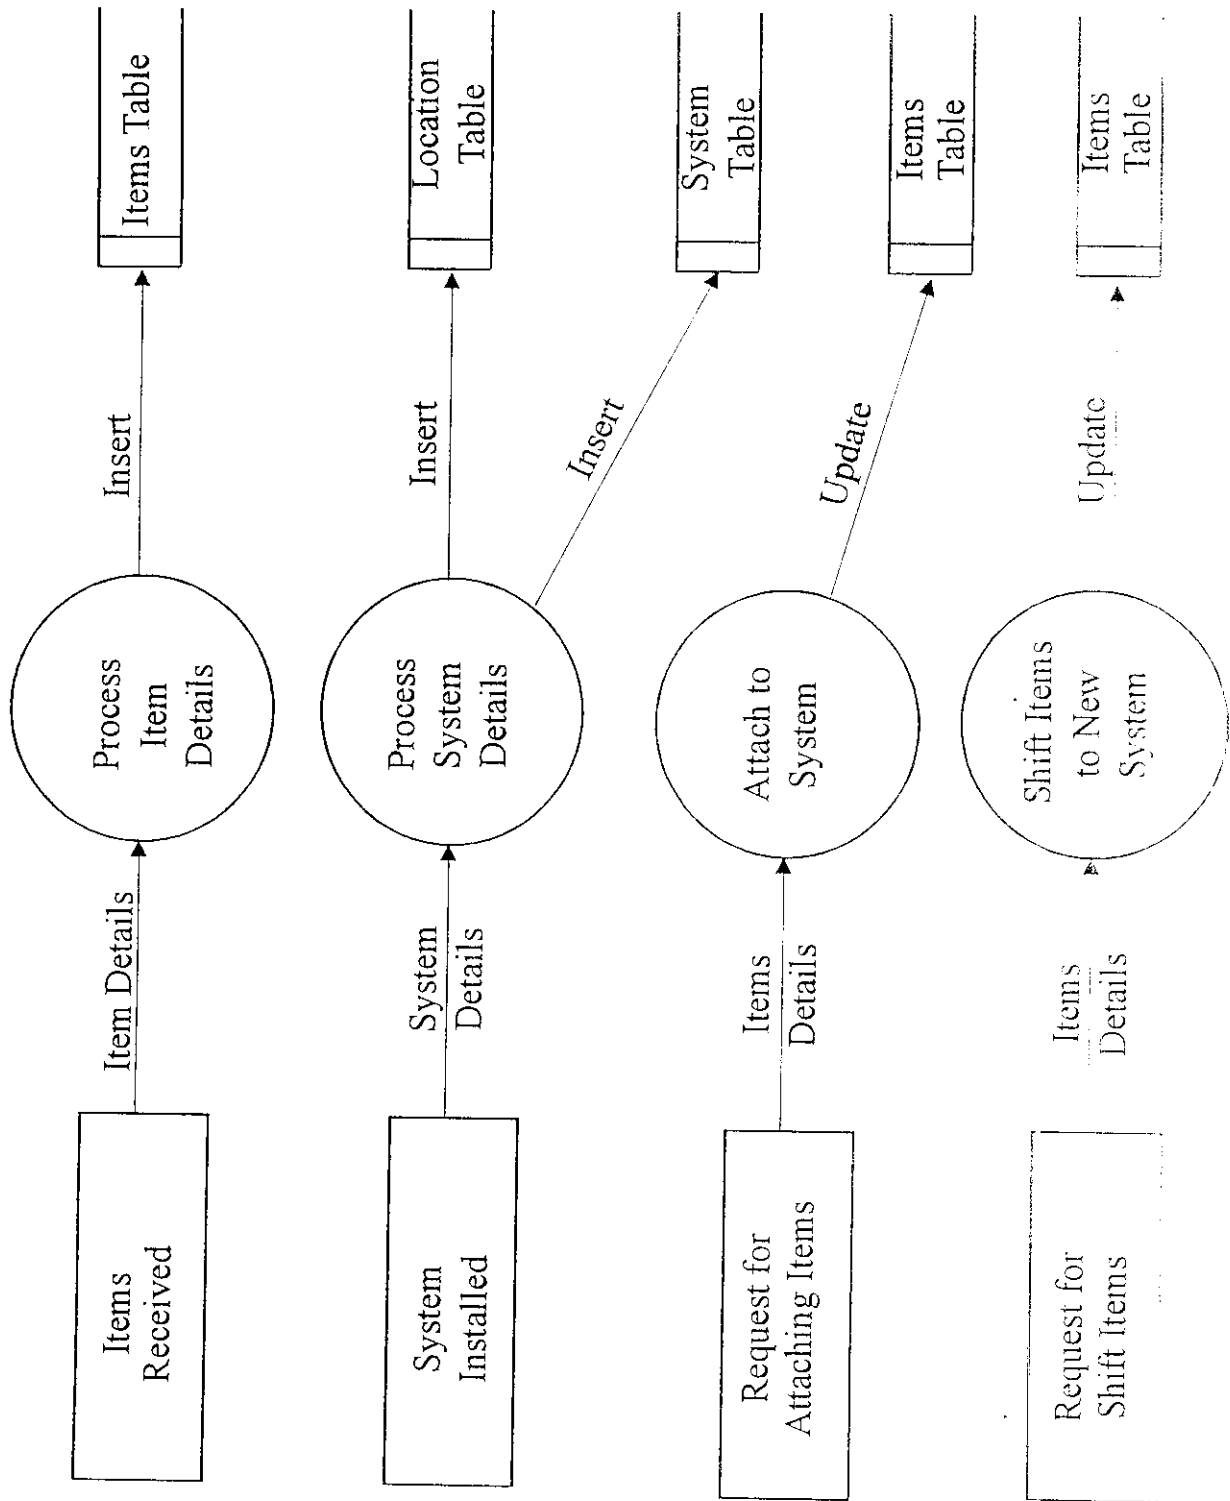 Items
Received
Item Details
Process
Item
Details
Insert
Items Table
System
Installed
System
Details
Process
System
Details
Insert
Location
Table
Insert
System
Table
Request for
Attaching Items
Items
Details
Attach to
System
Update
Items
Table
Request for
Shift Items
Items
Details
Shift Items
to New
System
Update
Items
Table